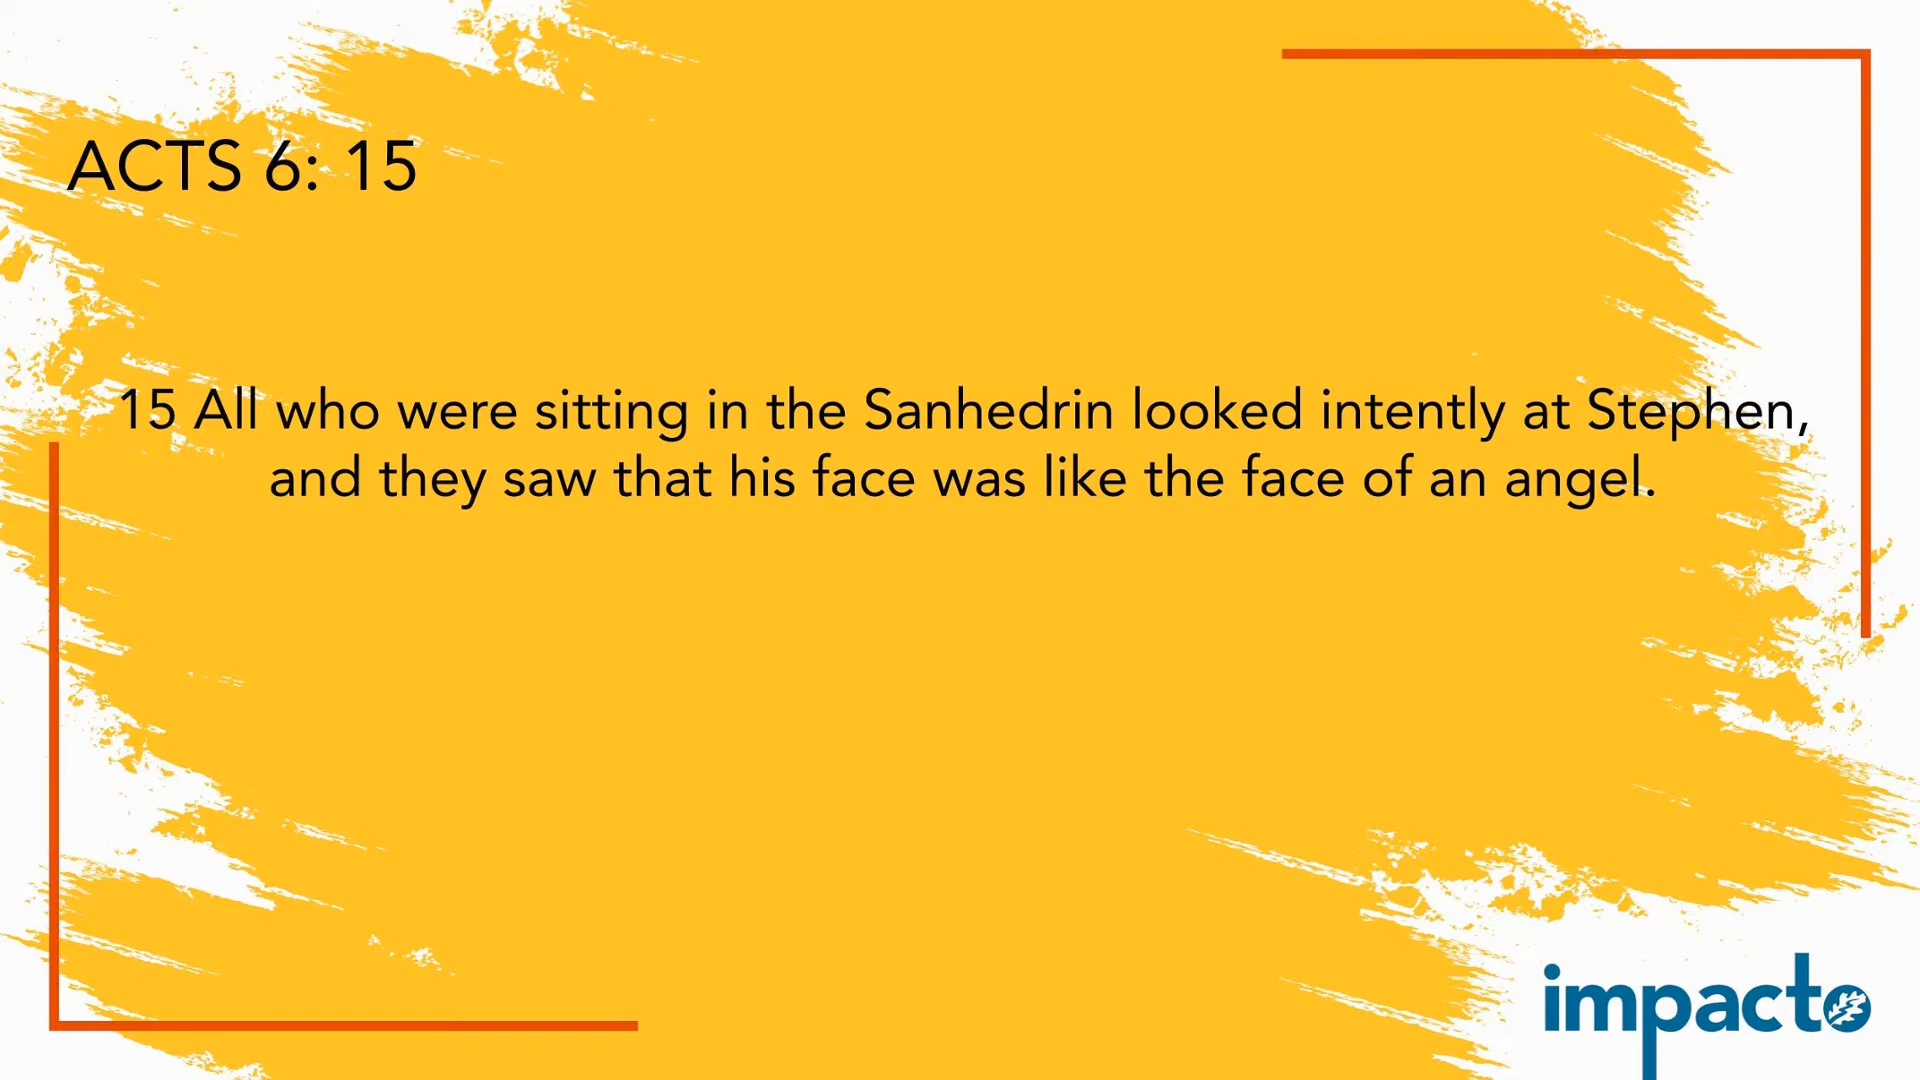 ACTS 6: 15
15 All who were sitting in the Sanhedrin looked intently at Stephen,
and they saw that his face was like the face of an angel.
impacto